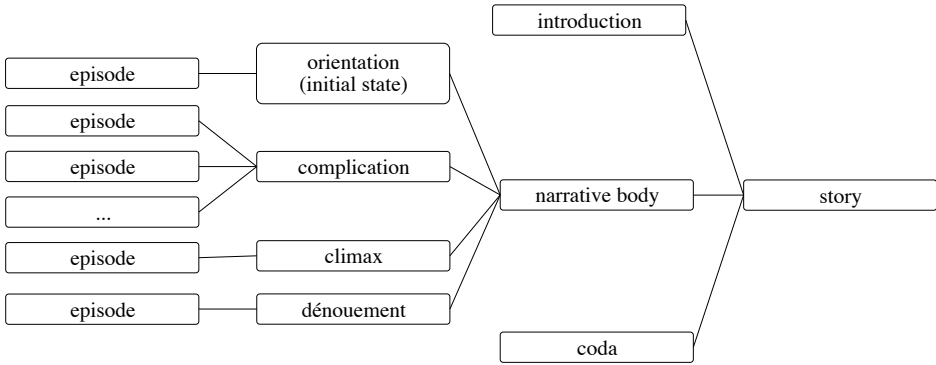 introduction
orientation
(initial state)
episode
episode
episode
complication
...
narrative body
story
episode
climax
episode
dénouement
coda